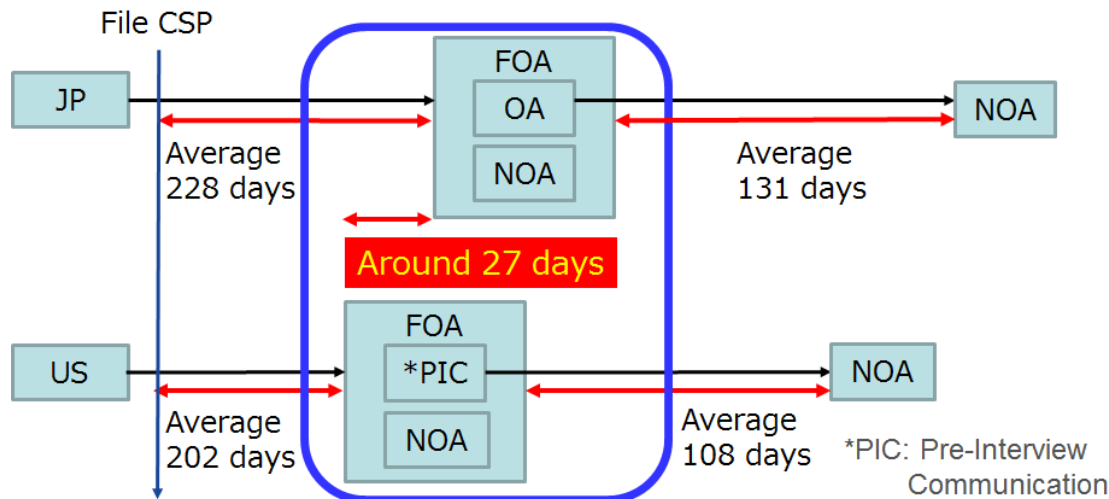 File CSP
JP
FOA
OA
NOA
NOA
Average
228 days
Average
131 days
Around 27 days
US
FOA
*PIC
NOA
NOA
Average
202 days
Average
108 days
*PIC: Pre-Interview
Communication